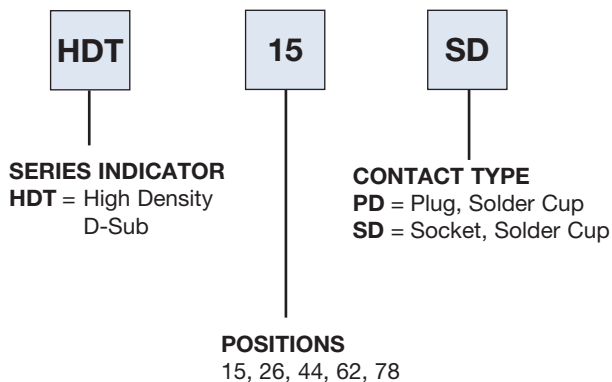 HDT 15 SD
SERIES INDICATOR
HDT = High Density
D-Sub
CONTACT TYPE
PD = Plug, Solder Cup
SD = Socket, Solder Cup
POSITIONS
15, 26, 44, 62, 78